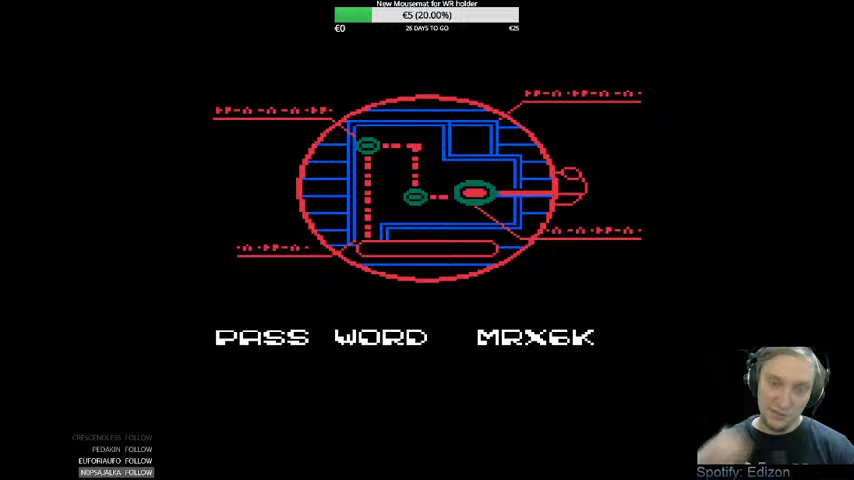 New Mousemat for WR holder
€5 (20.00%)
€0 26 DAYS TO GO €25
PASS WORD MRX6K
CRESCENDLESS FOLLOW
PEDAKIN FOLLOW
EUFORIAUFO FOLLOW
N0PSAJALKA FOLLOW
Spotify: Edizon